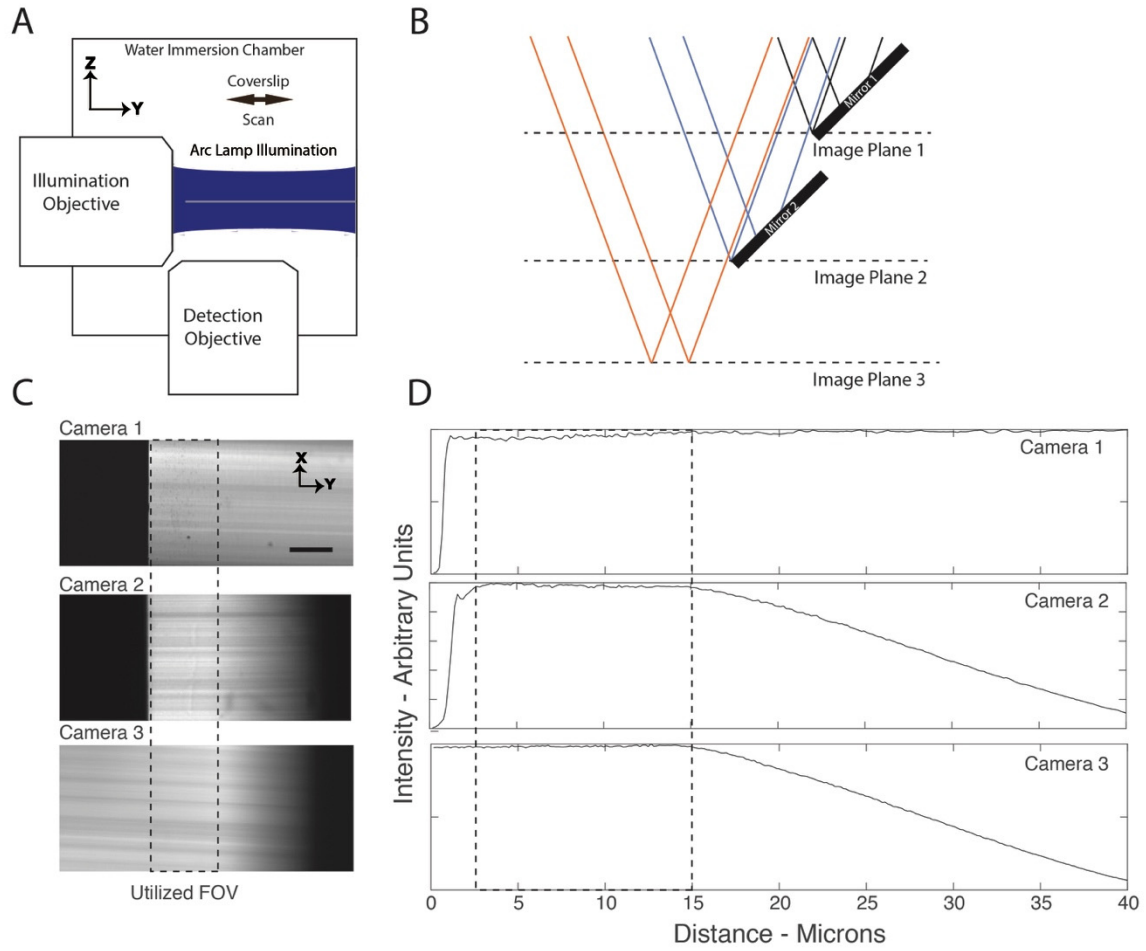 A
Water Immersion Chamber
Z
Y
Coverslip
Scan
Arc Lamp Illumination
Illumination
Objective
Detection
Objective
B
Mirror 1
Image Plane 1
Mirror 2
Image Plane 2
Image Plane 3
C
Camera 1
X
Y
Camera 2
Camera 3
Utilized FOV
D
Intensity - Arbitrary Units
Camera 1
Camera 2
Camera 3
0 5 10 15 20 25 30 35 40
Distance - Microns